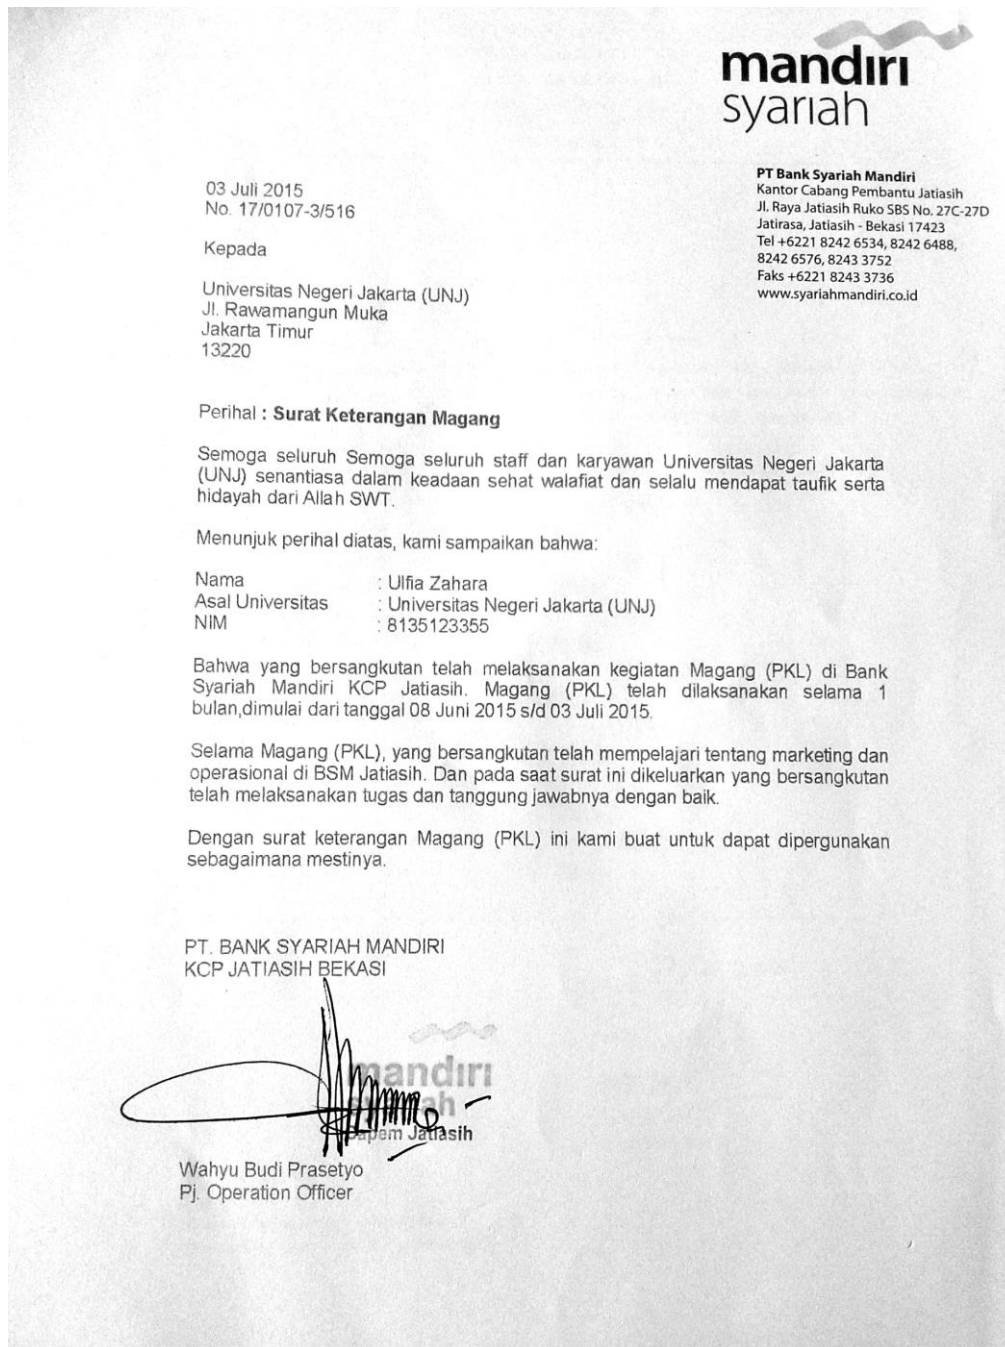 mandiri
syariah
PT Bank Syariah Mandiri
Kantor Cabang Pembantu Jatiasih
Jl. Raya Jatiasih Ruko SBS No. 27C-27D
Jatirasa, Jatiasih - Bekasi 17423
Tel +6221 8242 6534, 8242 6488,
8242 6576, 8243 3752
Faks +6221 8243 3736
www.syariahmandiri.co.id
03 Juli 2015
No. 17/0107-3/516
Kepada
Universitas Negeri Jakarta (UNJ)
Jl. Rawamangun Muka
Jakarta Timur
13220
Perihal : Surat Keterangan Magang
Semoga seluruh Semoga seluruh staff dan karyawan Universitas Negeri Jakarta
(UNJ) senantiasa dalam keadaan sehat walafiat dan selalu mendapat taufik serta
hidayah dari Allah SWT.
Menunjuk perihal diatas, kami sampaikan bahwa:
Nama : Ulfia Zahara
Asal Universitas : Universitas Negeri Jakarta (UNJ)
NIM : 8135123355
Bahwa yang bersangkutan telah melaksanakan kegiatan Magang (PKL) di Bank
Syariah Mandiri KCP Jatiasih. Magang (PKL) telah dilaksanakan selama 1
bulan,dimulai dari tanggal 08 Juni 2015 s/d 03 Juli 2015.
Selama Magang (PKL), yang bersangkutan telah mempelajari tentang marketing dan
operasional di BSM Jatiasih. Dan pada saat surat ini dikeluarkan yang bersangkutan
telah melaksanakan tugas dan tanggung jawabnya dengan baik.
Dengan surat keterangan Magang (PKL) ini kami buat untuk dapat dipergunakan
sebagaimana mestinya.
PT. BANK SYARIAH MANDIRI
KCP JATIASIH BEKASI
mandiri
syariah
Capem Jatiasih
Wahyu Budi Prasetyo
Pj. Operation Officer